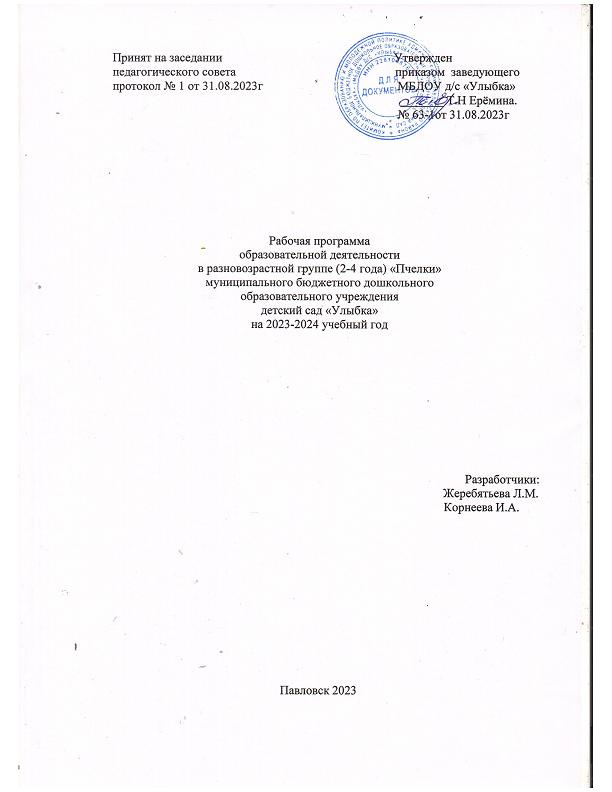 Принят на заседании
педагогического совета
протокол № 1 от 31.08.2023г
Утвержден
приказом заведующего
МБДОУ д/с «Улыбка»
Т.Н Ерёмина.
№ 63-1от 31.08.2023г
ДЛЯ
ДОКУМЕНТОВ
Рабочая программа
образовательной деятельности
в разновозрастной группе (2-4 года) «Пчелки»
муниципального бюджетного дошкольного
образовательного учреждения
детский сад «Улыбка»
на 2023-2024 учебный год
Разработчики:
Жеребятьева Л.М.
Корнеева И.А.
Павловск 2023